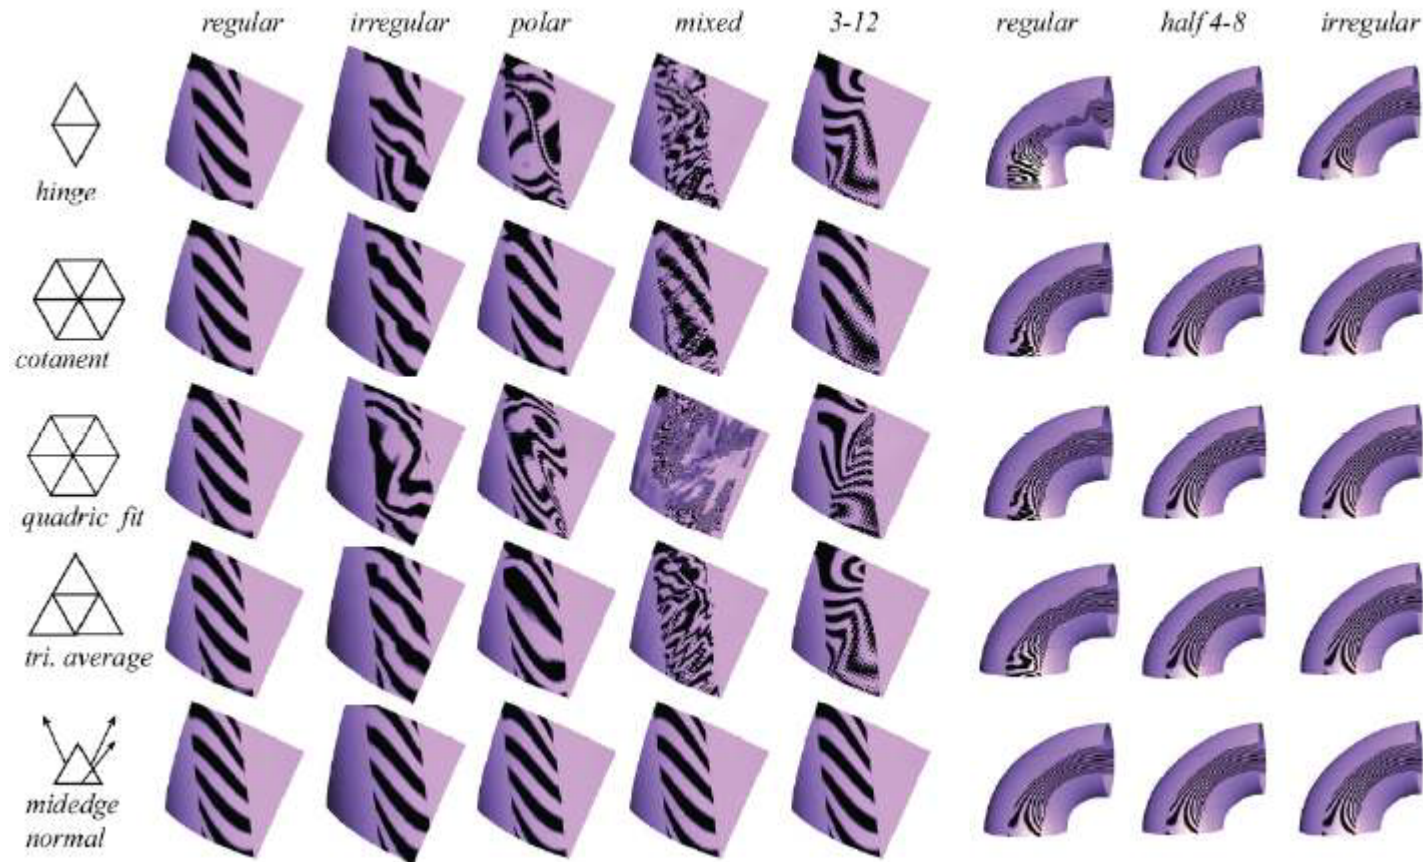 regular irregular polar mixed 3-12 regular half 4-8 irregular
hinge
cotanent
quadric fit
tri. average
midedge
normal